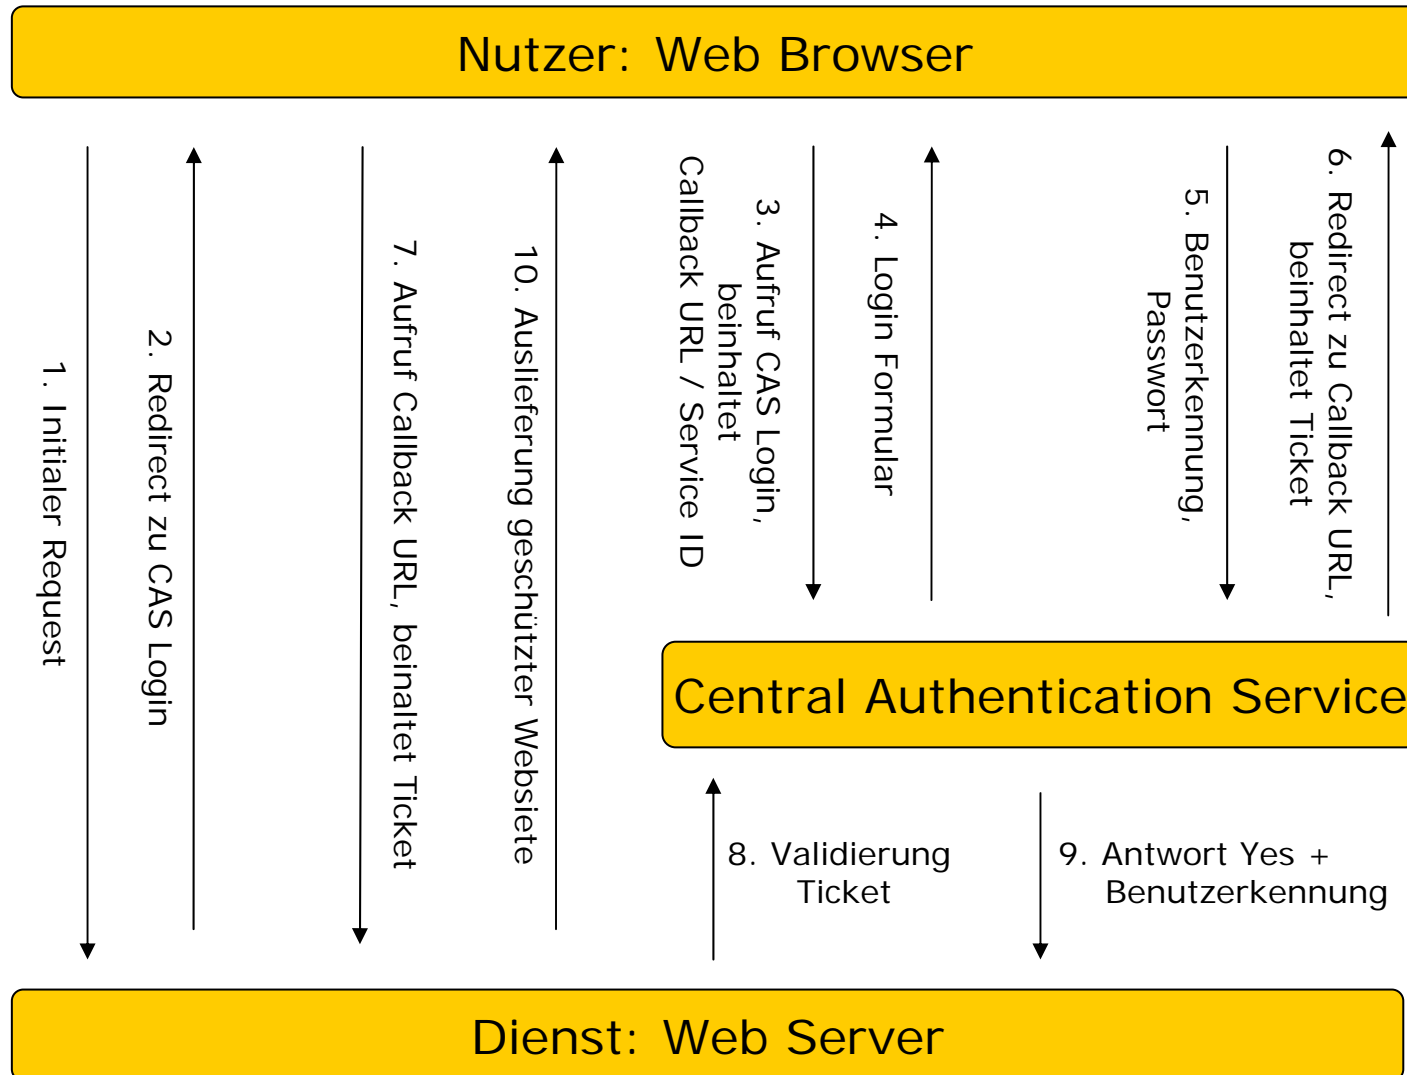 Nutzer: Web Browser
1. Initialer Request
2. Redirect zu CAS Login
7. Aufruf Callback URL, beinaltet Ticket
10. Auslieferung geschützter Websiete
3. Aufruf CAS Login,
beinhaltet
Callback URL / Service ID
4. Login Formular
5. Benutzerkennung,
Passwort
6. Redirect zu Callback URL,
beinhaltet Ticket
Central Authentication Service
8. Validierung
Ticket
9. Antwort Yes +
Benutzerkennung
Dienst: Web Server